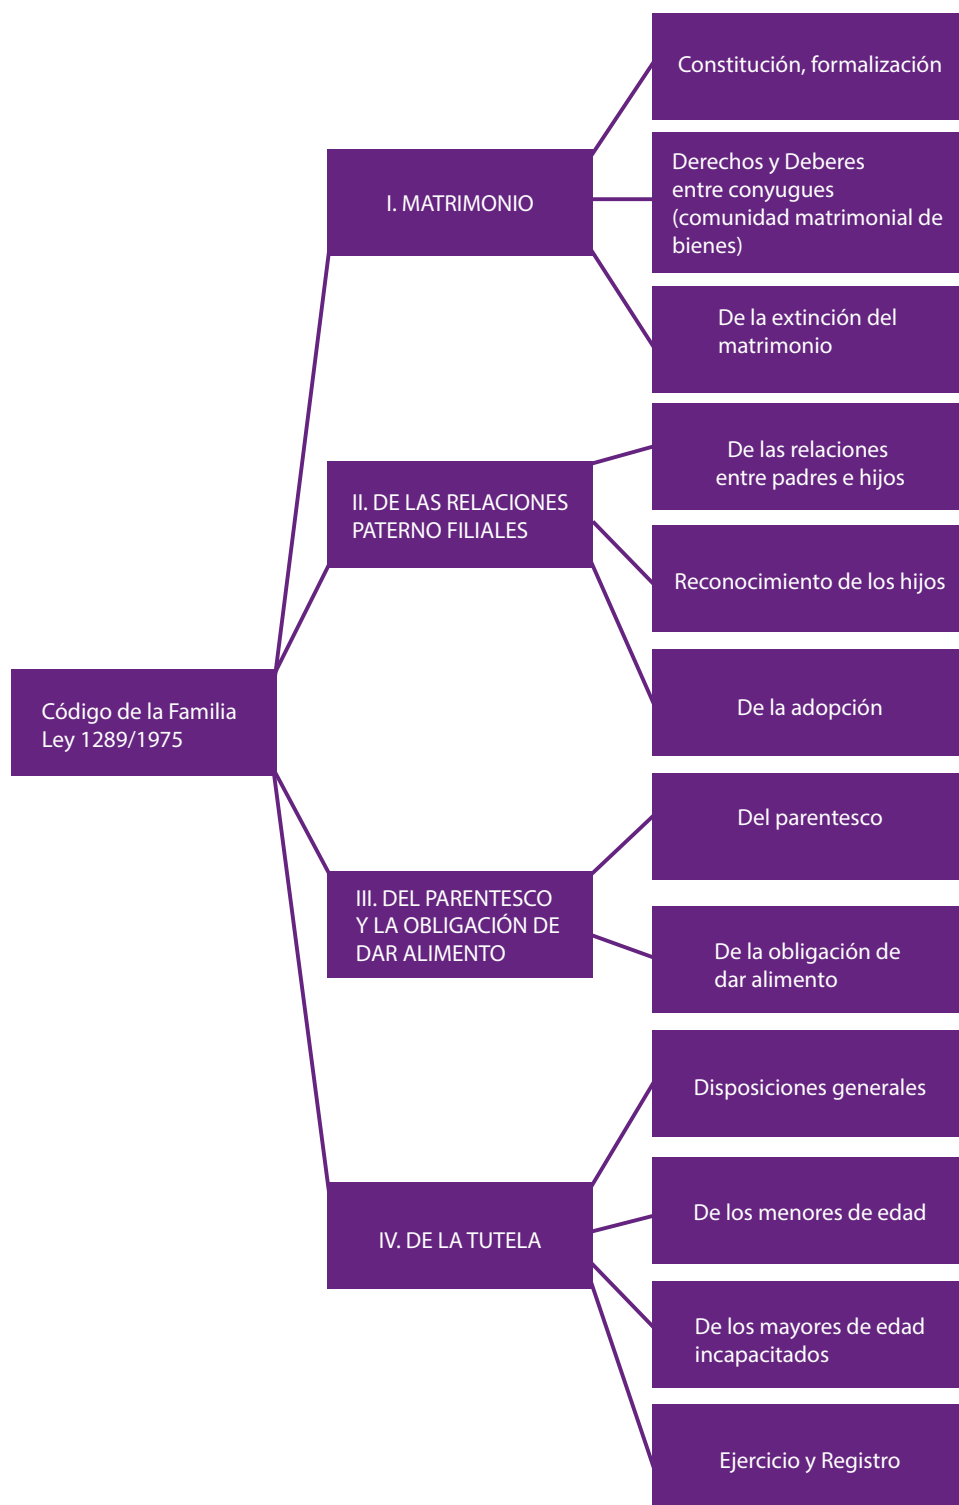 Código de la Familia
Ley 1289/1975
I. MATRIMONIO
Constitución, formalización
Derechos y Deberes
entre conyugues
(comunidad matrimonial de
bienes)
De la extinción del
matrimonio
II. DE LAS RELACIONES
PATERNO FILIALES
De las relaciones
entre padres e hijos
Reconocimiento de los hijos
De la adopción
III. DEL PARENTESCO
Y LA OBLIGACIÓN DE
DAR ALIMENTO
Del parentesco
De la obligación de
dar alimento
IV. DE LA TUTELA
Disposiciones generales
De los menores de edad
De los mayores de edad
incapacitados
Ejercicio y Registro